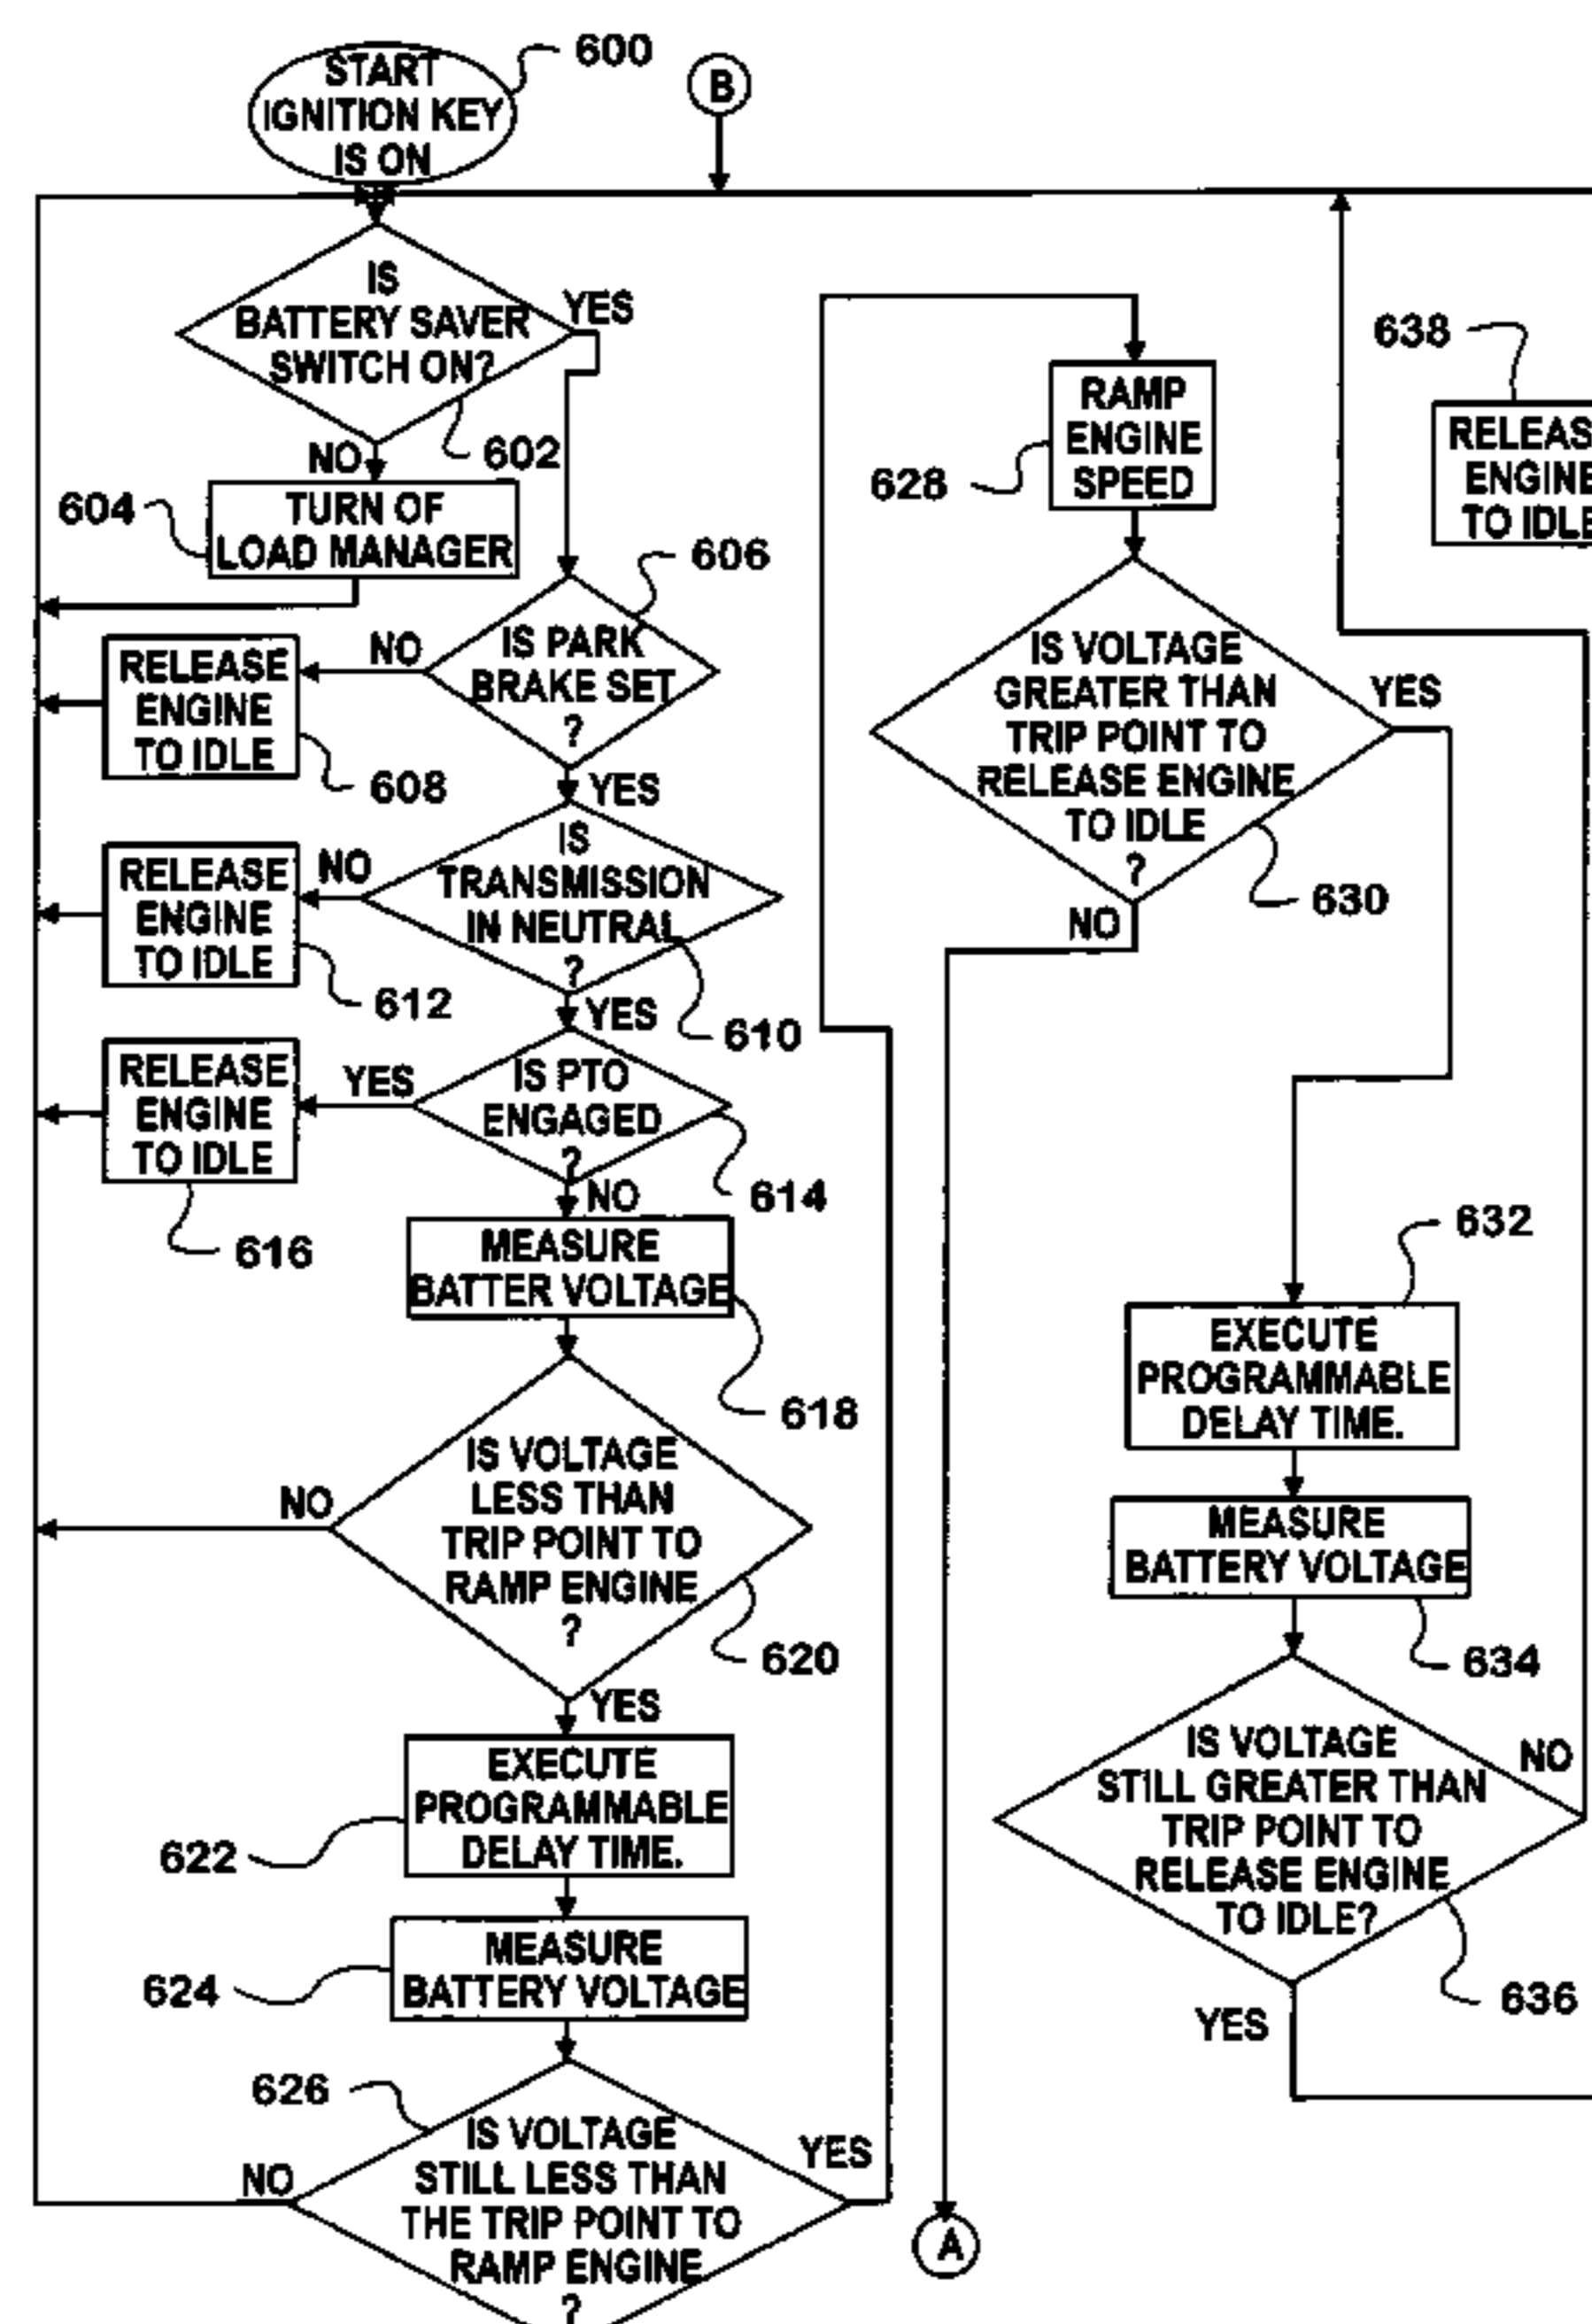 START
IGNITION KEY
IS ON
600
B
IS
BATTERY SAVER
SWITCH ON?
YES
NO
602
604
TURN OF
LOAD MANAGER
606
IS PARK
BRAKE SET
?
NO
RELEASE
ENGINE
TO IDLE
608
YES
IS
TRANSMISSION
IN NEUTRAL
?
NO
RELEASE
ENGINE
TO IDLE
612
YES
610
IS PTO
ENGAGED
?
YES
RELEASE
ENGINE
TO IDLE
616
NO
614
MEASURE
BATTER VOLTAGE
618
IS VOLTAGE
LESS THAN
TRIP POINT TO
RAMP ENGINE
?
NO
620
YES
EXECUTE
PROGRAMMABLE
DELAY TIME.
622
MEASURE
BATTERY VOLTAGE
624
626
IS VOLTAGE
STILL LESS THAN
THE TRIP POINT TO
RAMP ENGINE
?
NO
YES
RAMP
ENGINE
SPEED
628
IS VOLTAGE
GREATER THAN
TRIP POINT TO
RELEASE ENGINE
TO IDLE
?
YES
630
NO
A
632
EXECUTE
PROGRAMMABLE
DELAY TIME.
MEASURE
BATTERY VOLTAGE
634
IS VOLTAGE
STILL GREATER THAN
TRIP POINT TO
RELEASE ENGINE
TO IDLE?
NO
636
YES
638
RELEAS
ENGINE
TO IDLE